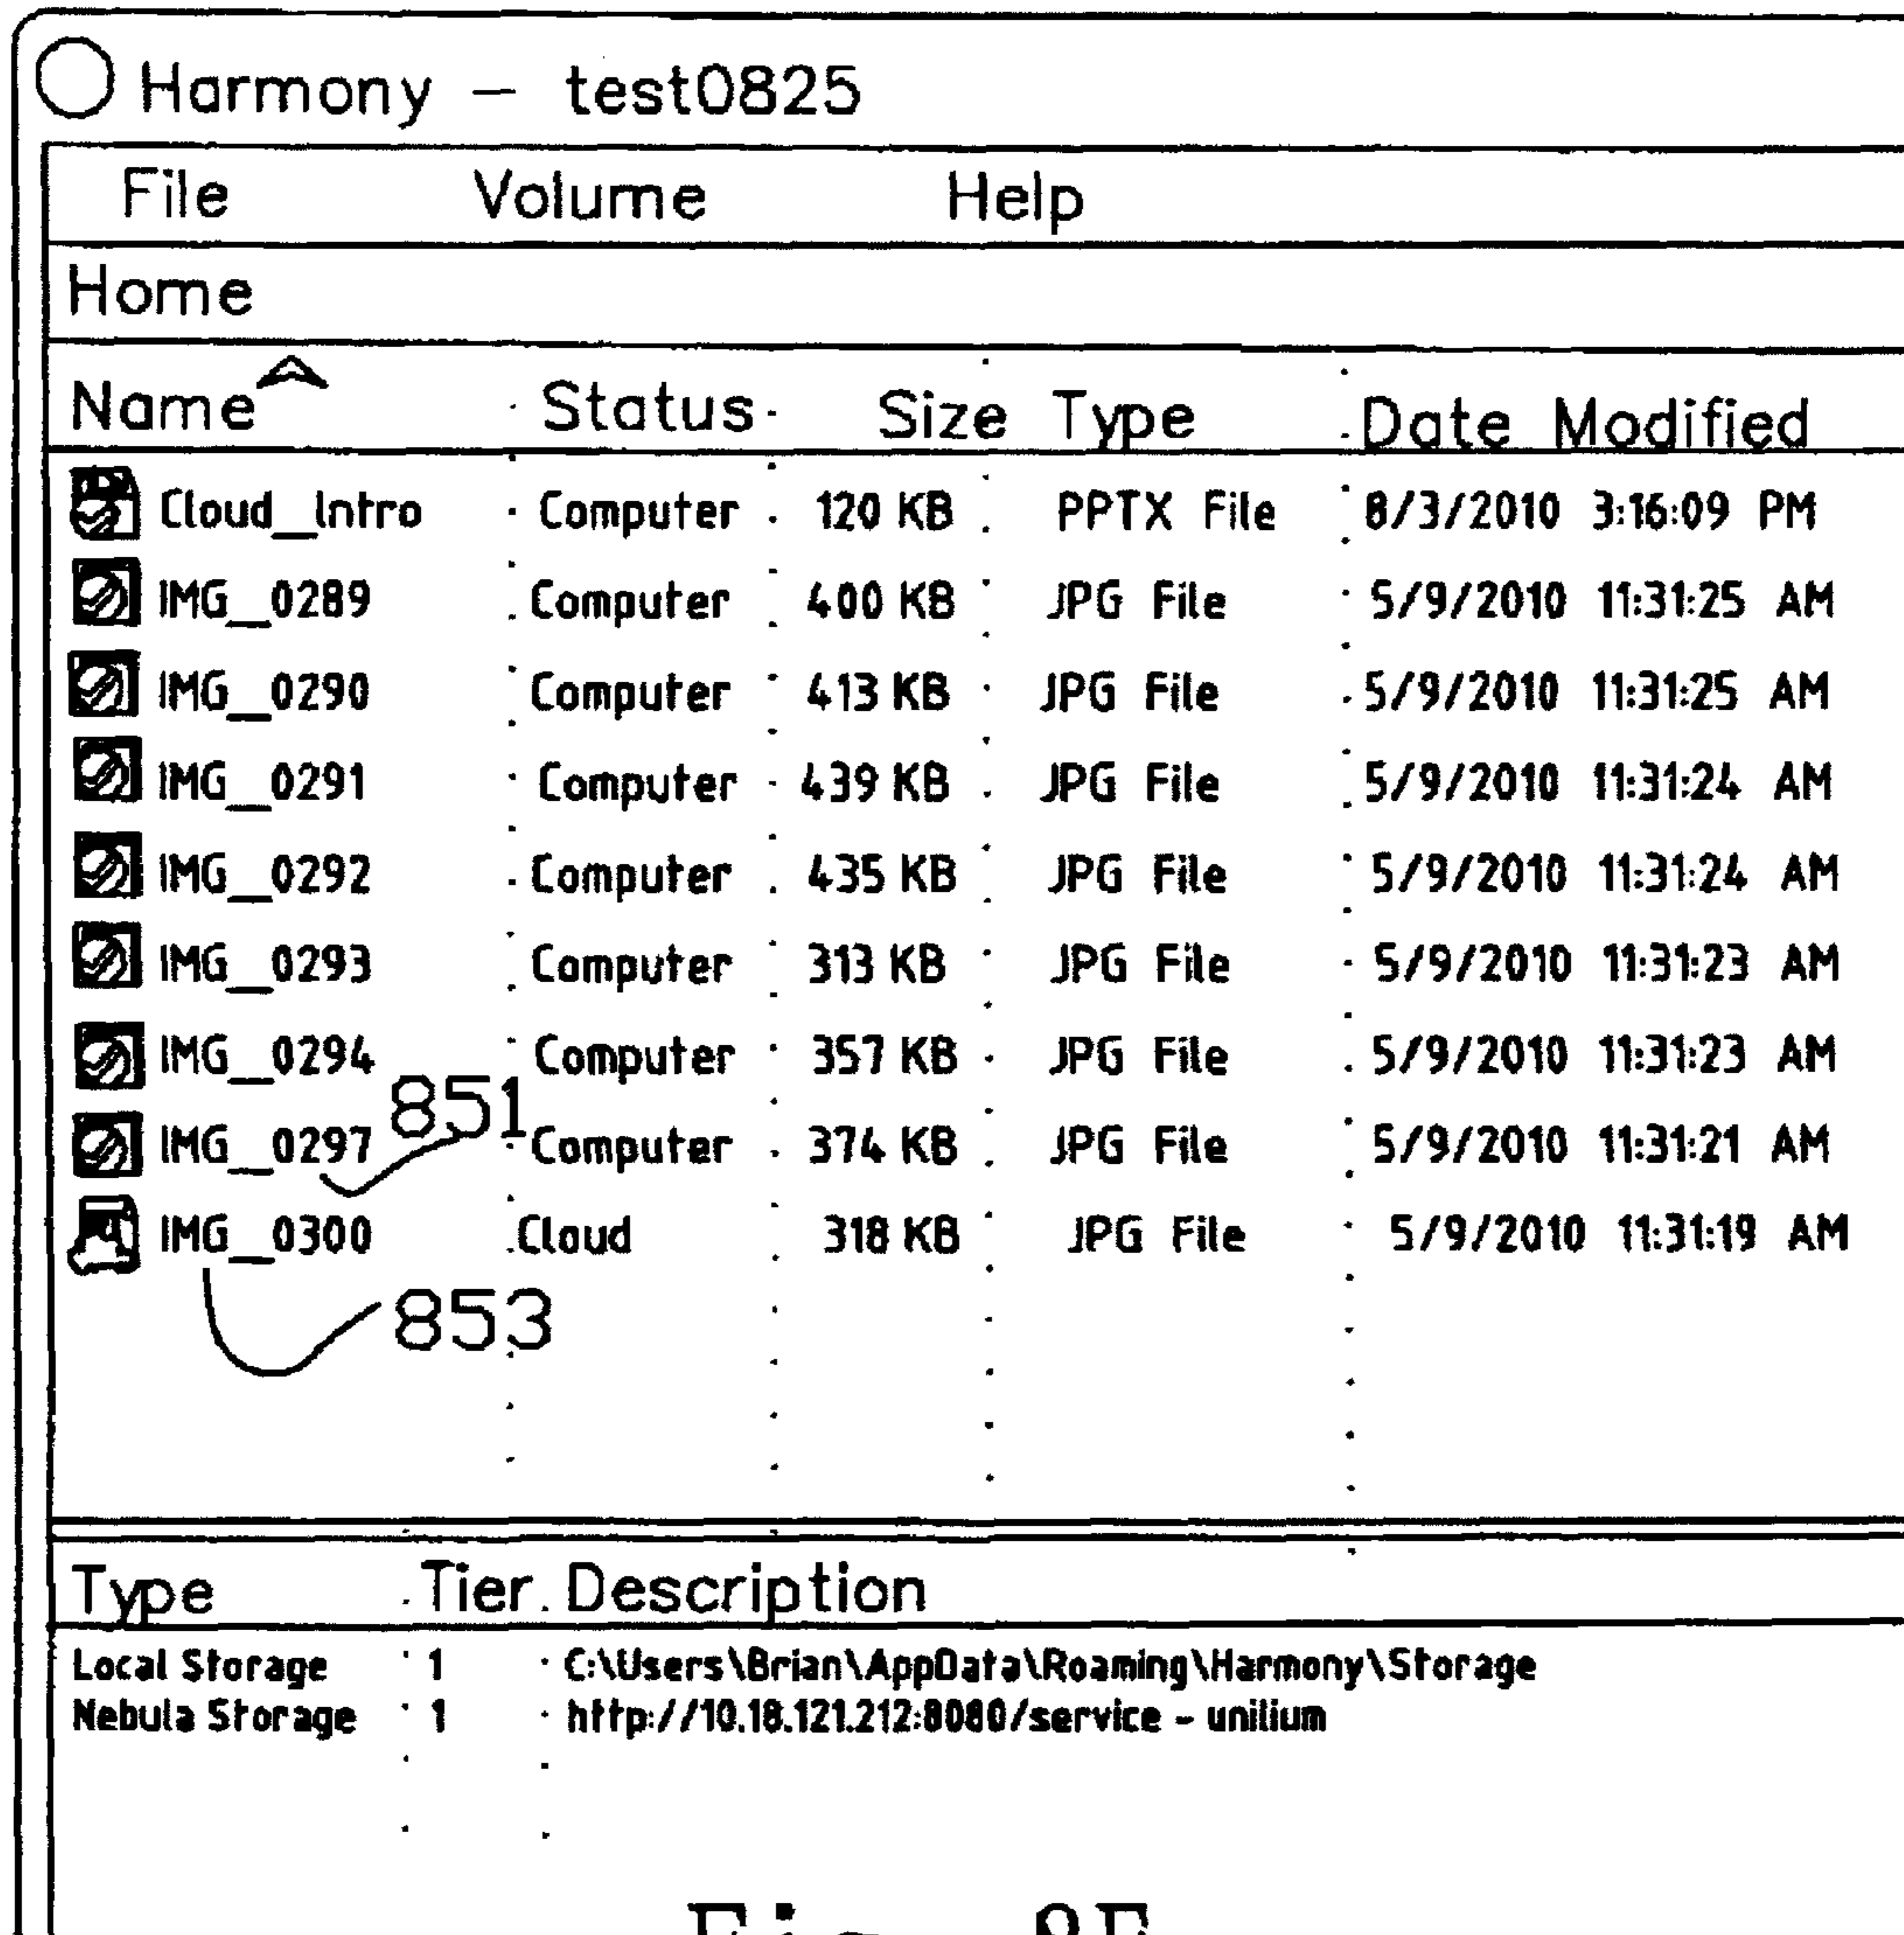 Harmony – test0825
File Volume Help
Home
Name Status Size Type Date Modified
Cloud_Intro Computer 120 KB PPTX File 8/3/2010 3:16:09 PM
IMG_0289 Computer 400 KB JPG File 5/9/2010 11:31:25 AM
IMG_0290 Computer 413 KB JPG File 5/9/2010 11:31:25 AM
IMG_0291 Computer 439 KB JPG File 5/9/2010 11:31:24 AM
IMG_0292 Computer 435 KB JPG File 5/9/2010 11:31:24 AM
IMG_0293 Computer 313 KB JPG File 5/9/2010 11:31:23 AM
IMG_0294 Computer 357 KB JPG File 5/9/2010 11:31:23 AM
851
IMG_0297 Computer 374 KB JPG File 5/9/2010 11:31:21 AM
IMG_0300 Cloud 318 KB JPG File 5/9/2010 11:31:19 AM
853
Type Tier Description
Local Storage 1 C:\Users\Brian\AppData\Roaming\Harmony\Storage
Nebula Storage 1 http://10.18.121.212:8080/service – unilium